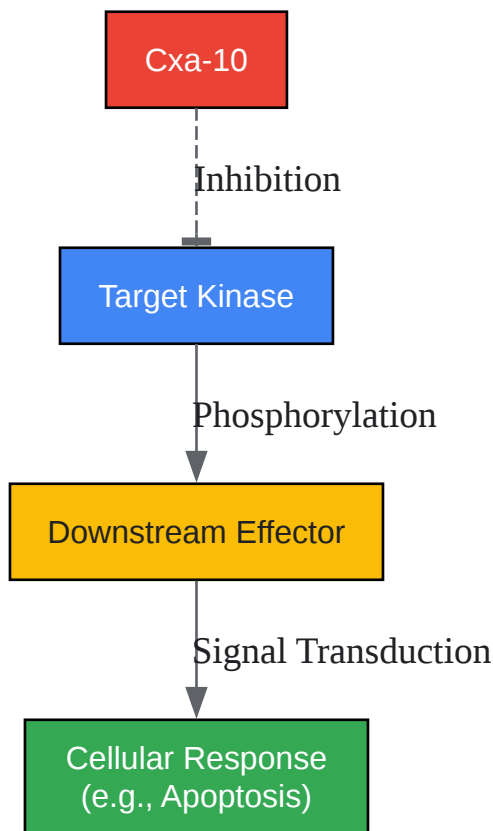 Cxa-10
Inhibition
Target Kinase
Phosphorylation
Downstream Effector
Signal Transduction
Cellular Response
(e.g., Apoptosis)